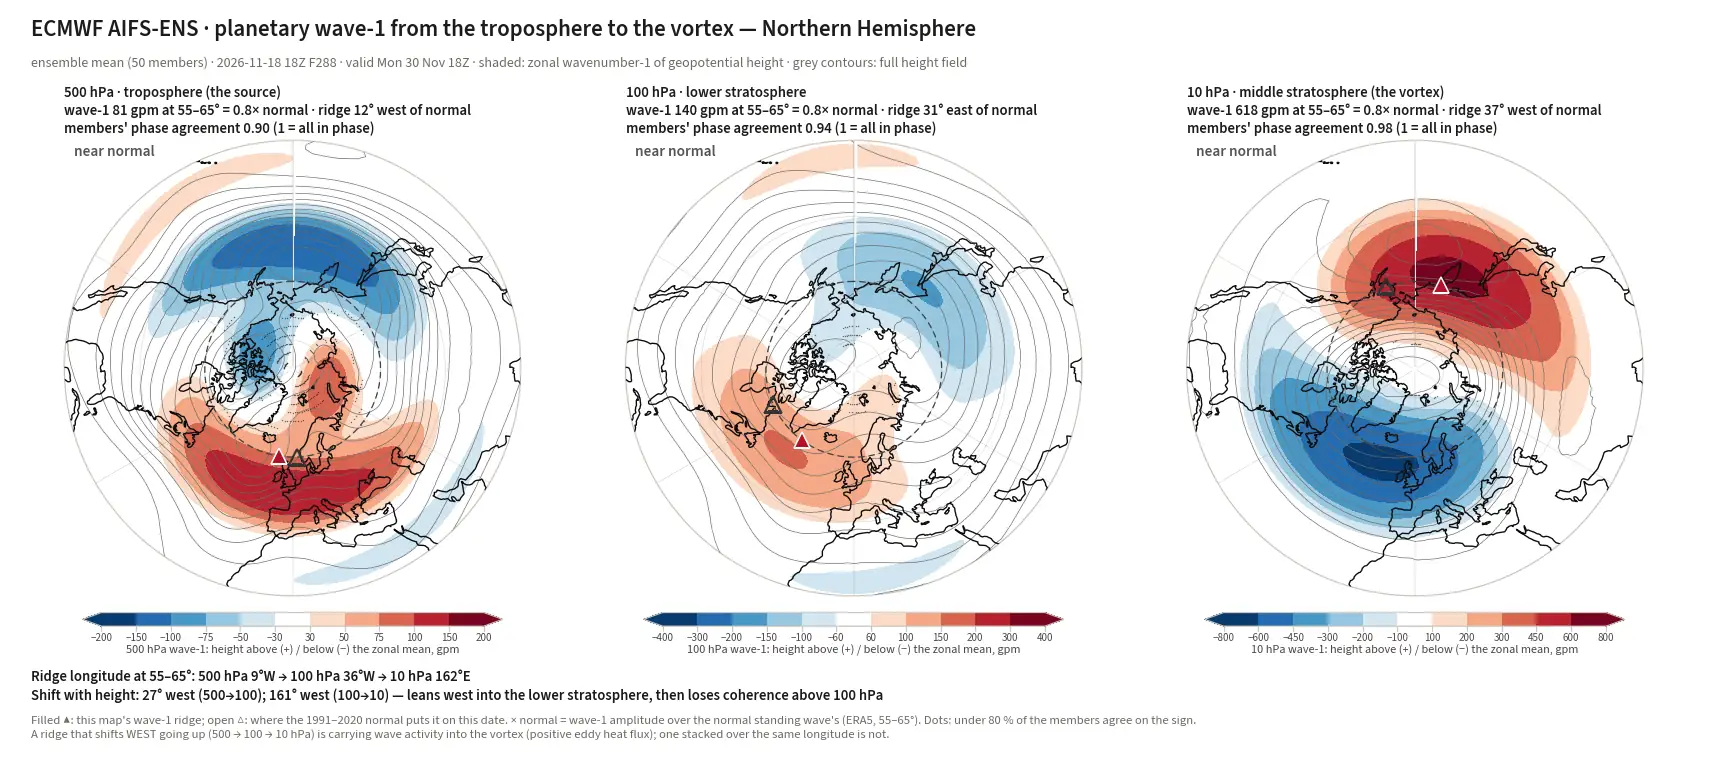 ECMWF AIFS-ENS · planetary wave-1 from the troposphere to the vortex — Northern Hemisphere
ensemble mean (50 members) · 2026-11-18 18Z F288 · valid Mon 30 Nov 18Z · shaded: zonal wavenumber-1 of geopotential height · grey contours: full height field
500 hPa · troposphere (the source)
wave-1 81 gpm at 55–65° = 0.8× normal · ridge 12° west of normal
members' phase agreement 0.90 (1 = all in phase)
near normal
100 hPa · lower stratosphere
wave-1 140 gpm at 55–65° = 0.8× normal · ridge 31° east of normal
members' phase agreement 0.94 (1 = all in phase)
near normal
10 hPa · middle stratosphere (the vortex)
wave-1 618 gpm at 55–65° = 0.8× normal · ridge 37° west of normal
members' phase agreement 0.98 (1 = all in phase)
near normal
−200 −150 −100 −75 −50 −30 30 50 75 100 150 200
500 hPa wave-1: height above (+) / below (−) the zonal mean, gpm
−400 −300 −200 −150 −100 −60 60 100 150 200 300 400
100 hPa wave-1: height above (+) / below (−) the zonal mean, gpm
−800 −600 −450 −300 −200 −100 100 200 300 450 600 800
10 hPa wave-1: height above (+) / below (−) the zonal mean, gpm
Ridge longitude at 55–65°: 500 hPa 9°W → 100 hPa 36°W → 10 hPa 162°E
Shift with height: 27° west (500→100); 161° west (100→10) — leans west into the lower stratosphere, then loses coherence above 100 hPa
Filled ▲: this map's wave-1 ridge; open △: where the 1991–2020 normal puts it on this date. × normal = wave-1 amplitude over the normal standing wave's (ERA5, 55–65°). Dots: under 80 % of the members agree on the sign.
A ridge that shifts WEST going up (500 → 100 → 10 hPa) is carrying wave activity into the vortex (positive eddy heat flux); one stacked over the same longitude is not.